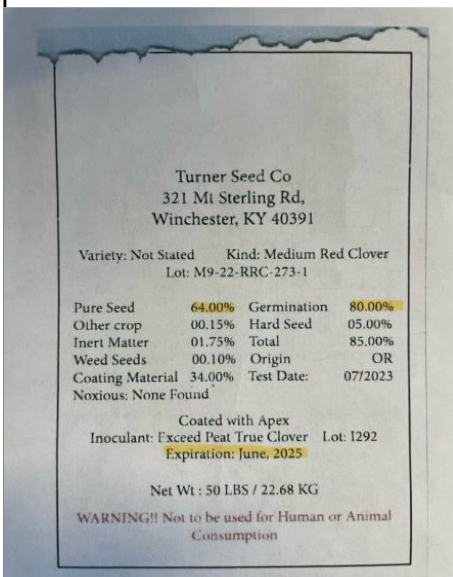 Turner Seed Co
321 Mt Sterling Rd,
Winchester, KY 40391
Variety: Not Stated Kind: Medium Red Clover
Lot: M9-22-RRC-273-1
Pure Seed 64.00% Germination 80.00%
Other crop 00.15% Hard Seed 05.00%
Inert Matter 01.75% Total 85.00%
Weed Seeds 00.10% Origin OR
Coating Material 34.00% Test Date: 07/2023
Noxious: None Found
Coated with Apex
Inoculant: Exceed Peat True Clover Lot: I292
Expiration: June, 2025
Net Wt : 50 LBS / 22.68 KG
WARNING!! Not to be used for Human or Animal
Consumption